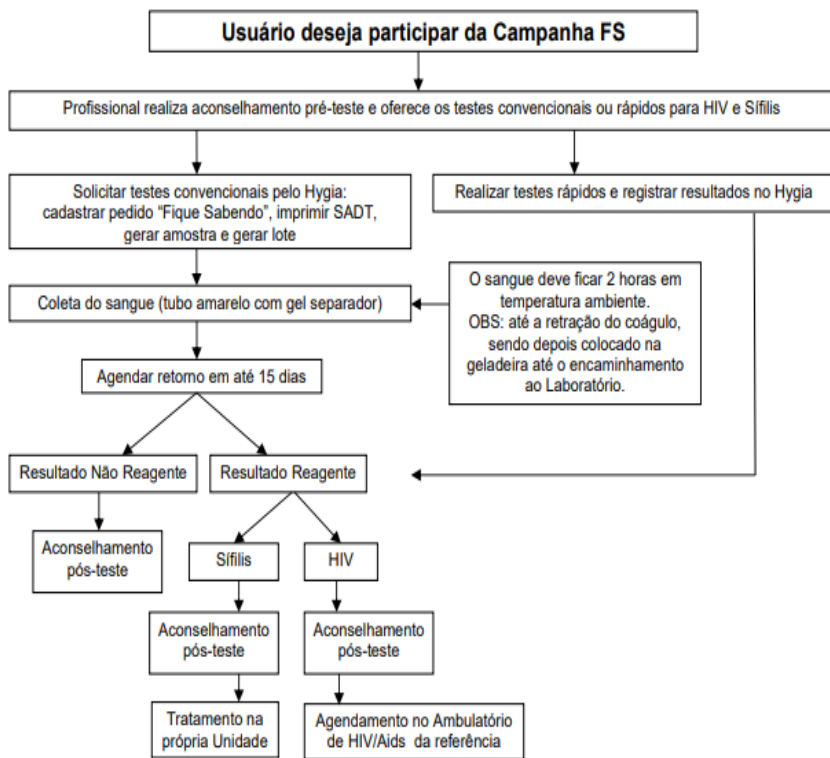 Usuário deseja participar da Campanha FS
Profissional realiza aconselhamento pré-teste e oferece os testes convencionais ou rápidos para HIV e Sífilis
Solicitar testes convencionais pelo Hygia:
cadastrar pedido “Fique Sabendo”, imprimir SADT,
gerar amostra e gerar lote
Realizar testes rápidos e registrar resultados no Hygia
Coleta do sangue (tubo amarelo com gel separador)
O sangue deve ficar 2 horas em
temperatura ambiente.
OBS: até a retração do coágulo,
sendo depois colocado na
geladeira até o encaminhamento
ao Laboratório.
Agendar retorno em até 15 dias
Resultado Não Reagente
Resultado Reagente
Aconselhamento
pós-teste
Sífilis
HIV
Aconselhamento
pós-teste
Aconselhamento
pós-teste
Tratamento na
própria Unidade
Agendamento no Ambulatório
de HIV/Aids da referência